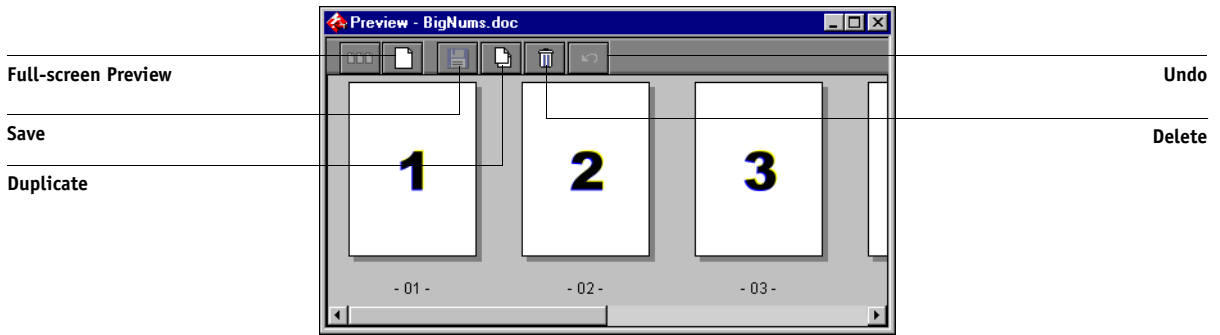 Preview - BigNums.doc
Full-screen Preview
Undo
Save
Delete
Duplicate
1 2 3
- 01 - - 02 - - 03 -